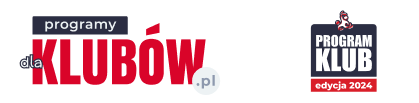 programy
dla KLUBÓW.pl
PROGRAM
KLUB
edycja 2024